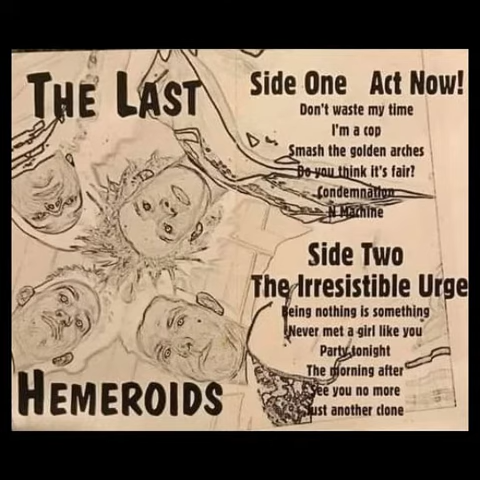 THE LAST
HEMEROIDS
Side One Act Now!
Don't waste my time
I'm a cop
Smash the golden arches
Do you think it's fair?
Condemnation
N Machine
Side Two
The Irresistible Urge
Being nothing is something
Never met a girl like you
Party tonight
The morning after
See you no more
Just another clone